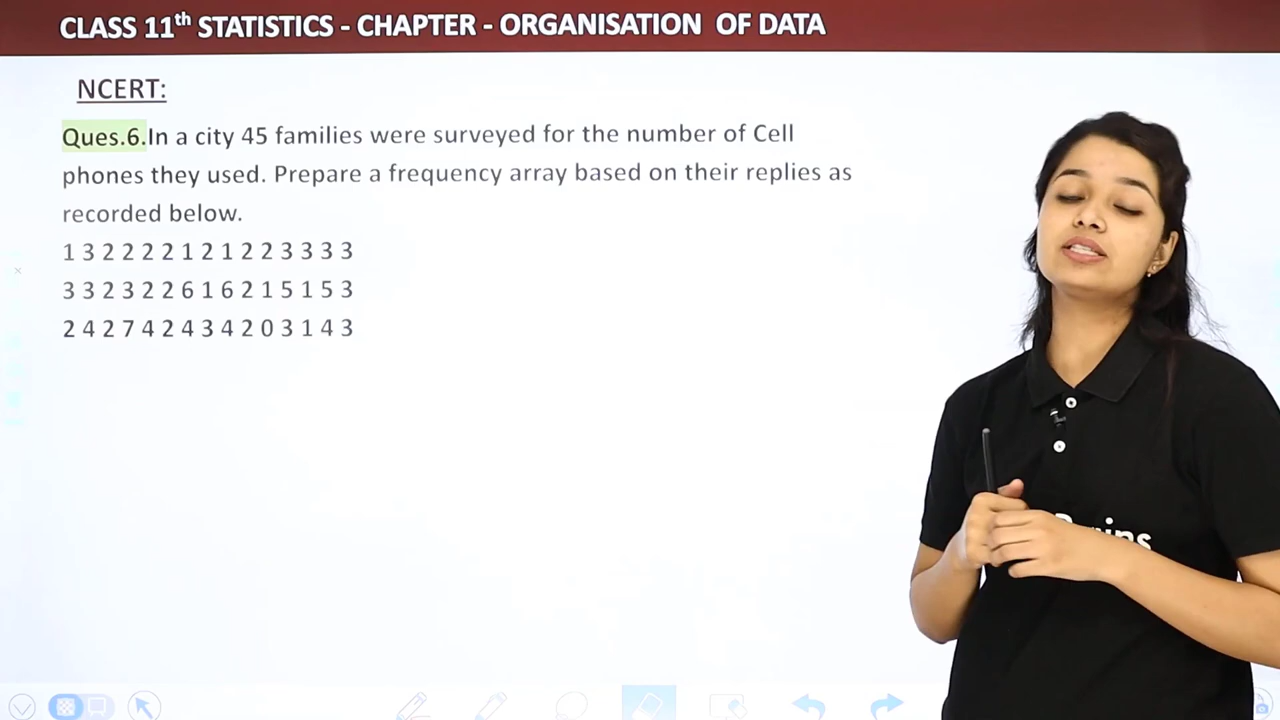 CLASS 11th STATISTICS - CHAPTER - ORGANISATION OF DATA
NCERT:
Ques.6.In a city 45 families were surveyed for the number of Cell
phones they used. Prepare a frequency array based on their replies as
recorded below.
1 3 2 2 2 2 1 2 1 2 2 3 3 3 3
3 3 2 3 2 2 6 1 6 2 1 5 1 5 3
2 4 2 7 4 2 4 3 4 2 0 3 1 4 3